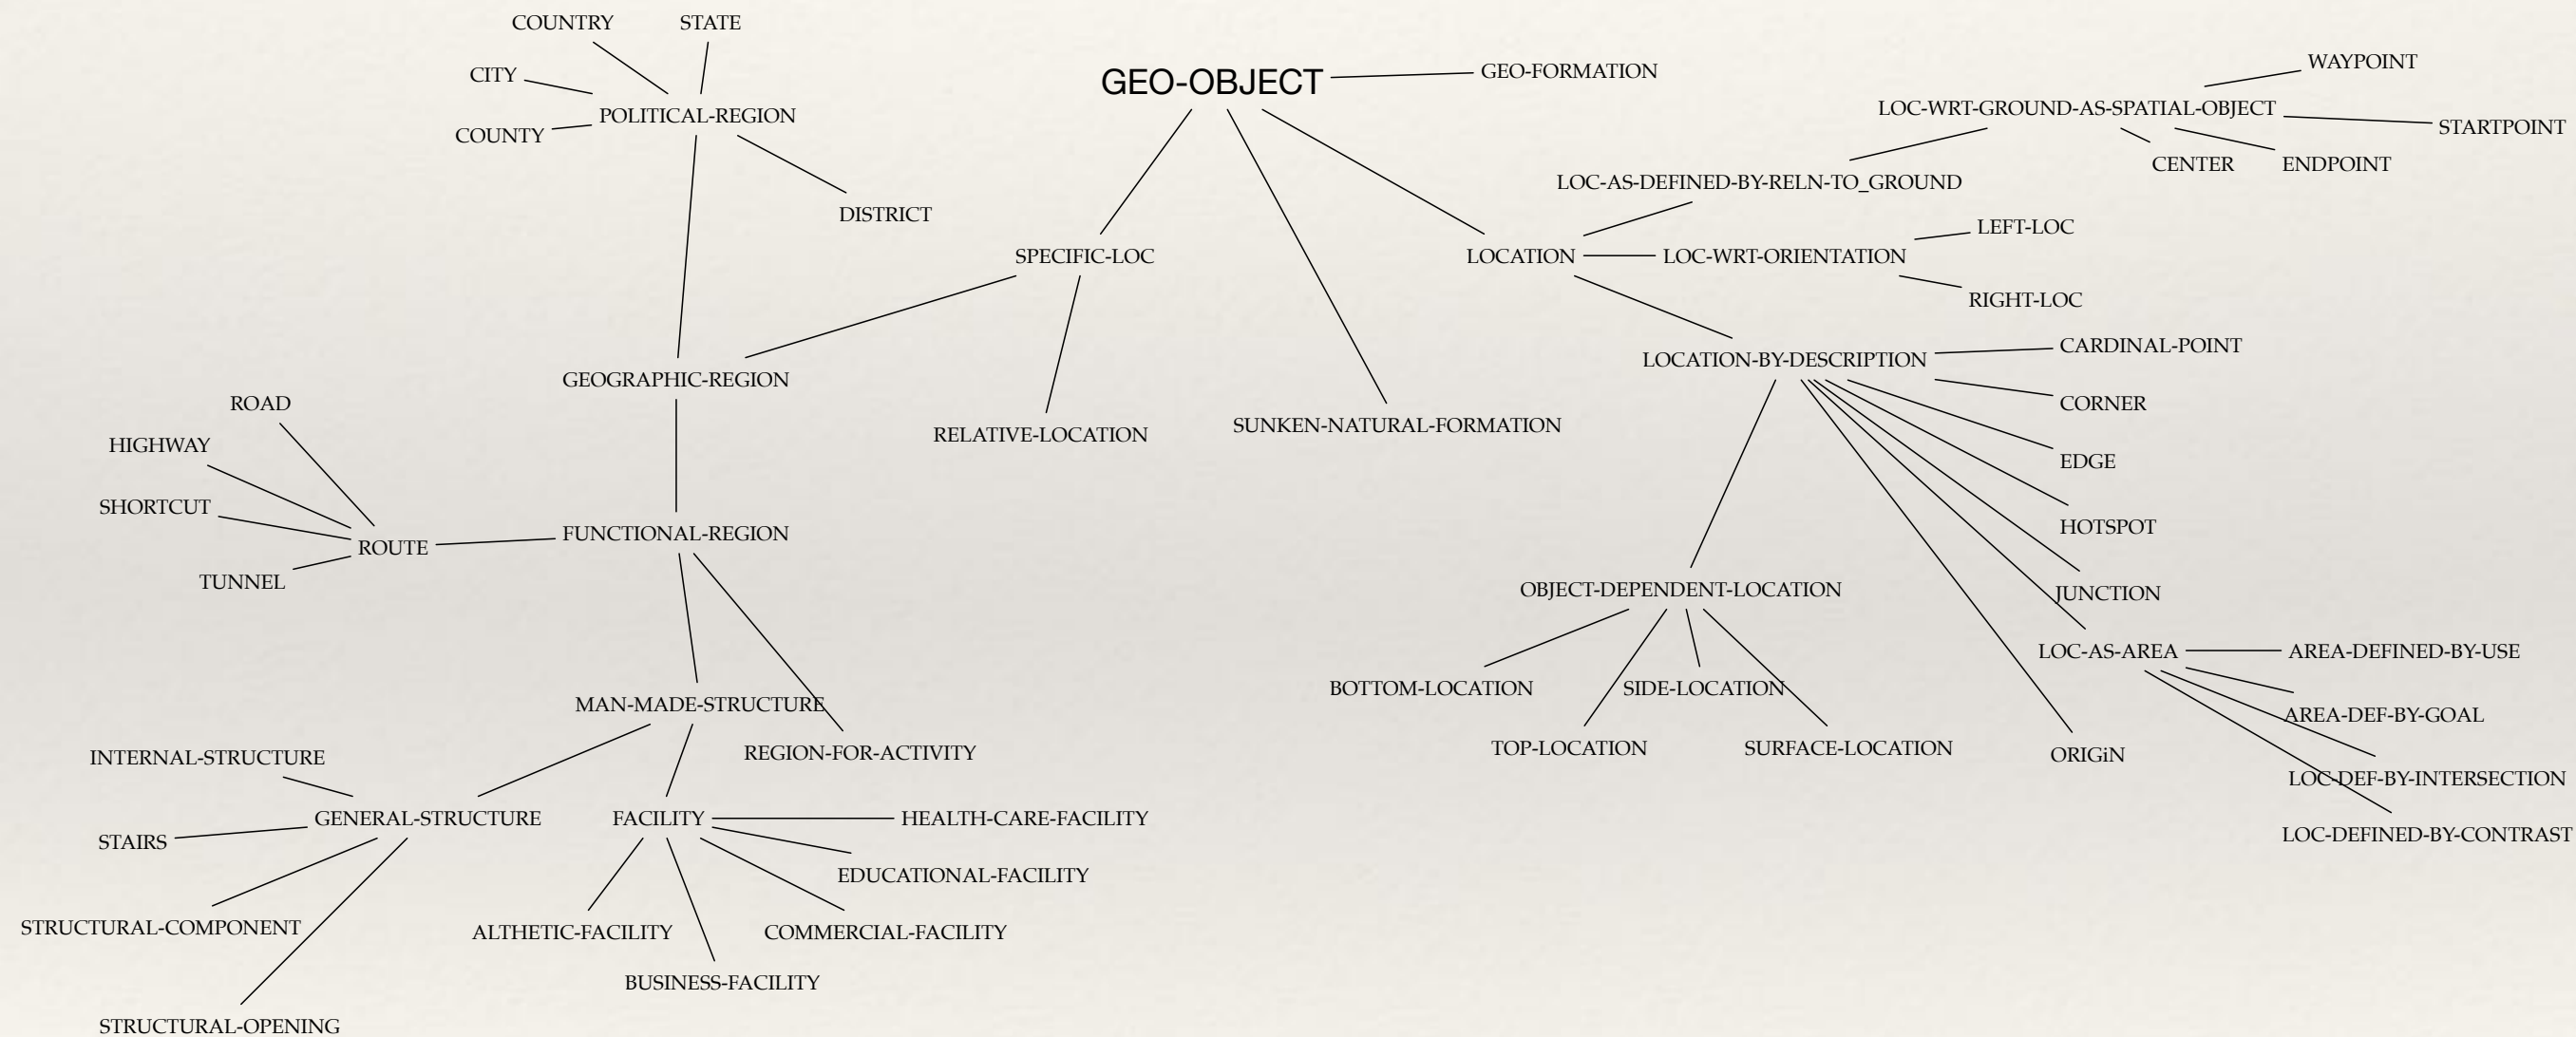 COUNTRY
STATE
CITY
POLITICAL-REGION
COUNTY
DISTRICT
GEO-OBJECT
GEO-FORMATION
WAYPOINT
LOC-WRT-GROUND-AS-SPATIAL-OBJECT
STARTPOINT
CENTER
ENDPOINT
LOC-AS-DEFINED-BY-RELN-TO_GROUND
LEFT-LOC
SPECIFIC-LOC
LOCATION
LOC-WRT-ORIENTATION
RIGHT-LOC
LOCATION-BY-DESCRIPTION
CARDINAL-POINT
GEOGRAPHIC-REGION
CORNER
ROAD
RELATIVE-LOCATION
SUNKEN-NATURAL-FORMATION
HIGHWAY
EDGE
SHORTCUT
HOTSPOT
FUNCTIONAL-REGION
ROUTE
TUNNEL
OBJECT-DEPENDENT-LOCATION
JUNCTION
LOC-AS-AREA
AREA-DEFINED-BY-USE
BOTTOM-LOCATION
SIDE-LOCATION
MAN-MADE-STRUCTURE
AREA-DEF-BY-GOAL
REGION-FOR-ACTIVITY
TOP-LOCATION
SURFACE-LOCATION
ORIGiN
INTERNAL-STRUCTURE
LOC-DEF-BY-INTERSECTION
GENERAL-STRUCTURE
FACILITY
HEALTH-CARE-FACILITY
LOC-DEFINED-BY-CONTRAST
STAIRS
EDUCATIONAL-FACILITY
STRUCTURAL-COMPONENT
ALTHETIC-FACILITY
COMMERCIAL-FACILITY
BUSINESS-FACILITY
STRUCTURAL-OPENING